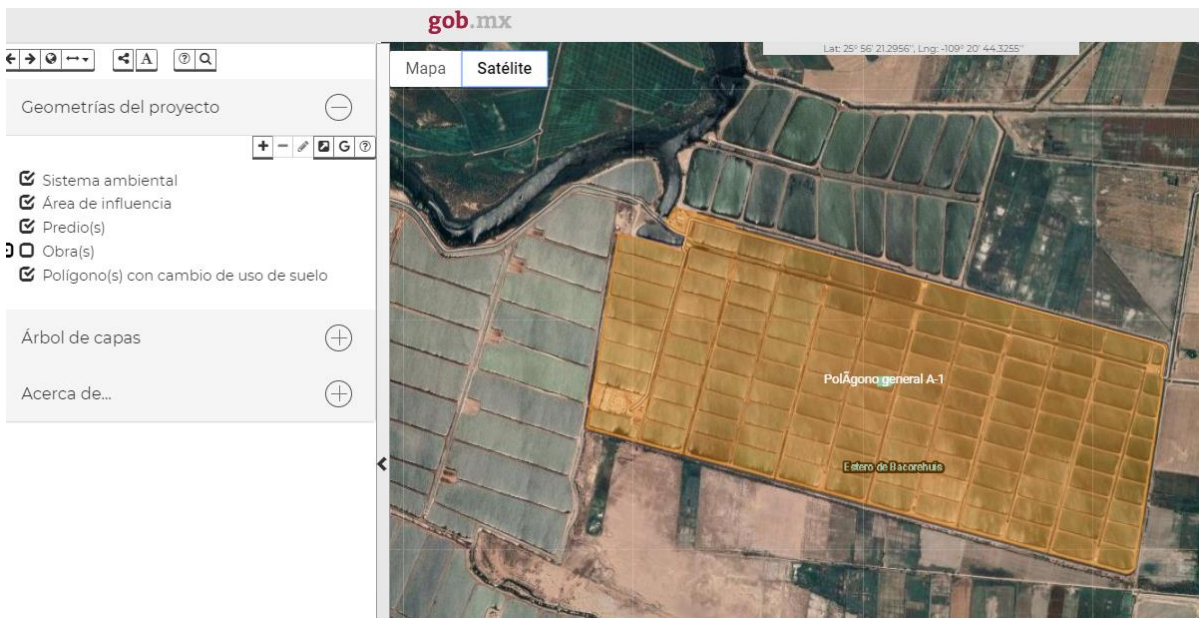 gob.mx
Lat: 25° 56' 21.2956", Lng: -109° 20' 44.3255"
Mapa
Satélite
A
Geometrías del proyecto
G
Sistema ambiental
Área de influencia
Predio(s)
Obra(s)
Polígono(s) con cambio de uso de suelo
Árbol de capas
Acerca de...
PolÃgono general A-1
Estero de Bacorehuis